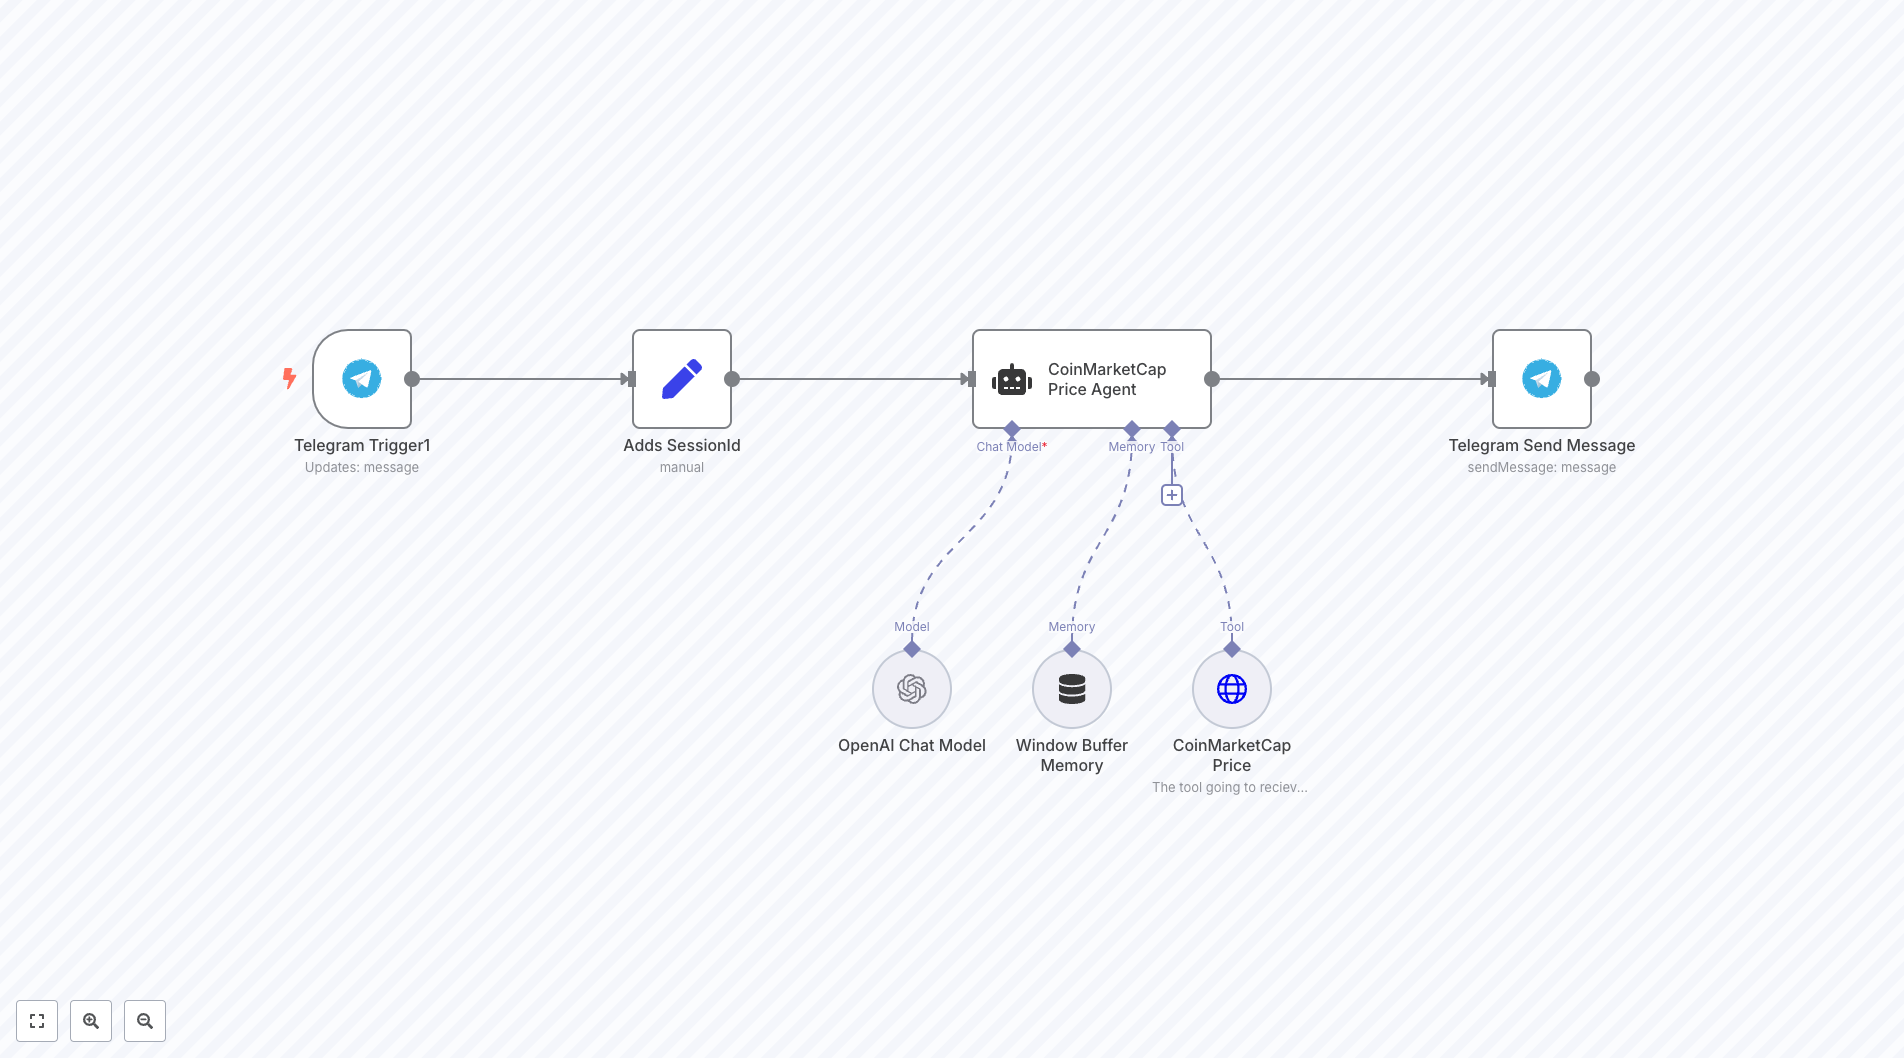 CoinMarketCap
Price Agent
Telegram Trigger1
Updates: message
Adds SessionId
manual
Chat Model*
Memory
Tool
Telegram Send Message
sendMessage: message
Model
Memory
Tool
OpenAI Chat Model
Window Buffer
Memory
CoinMarketCap
Price
The tool going to reciev...